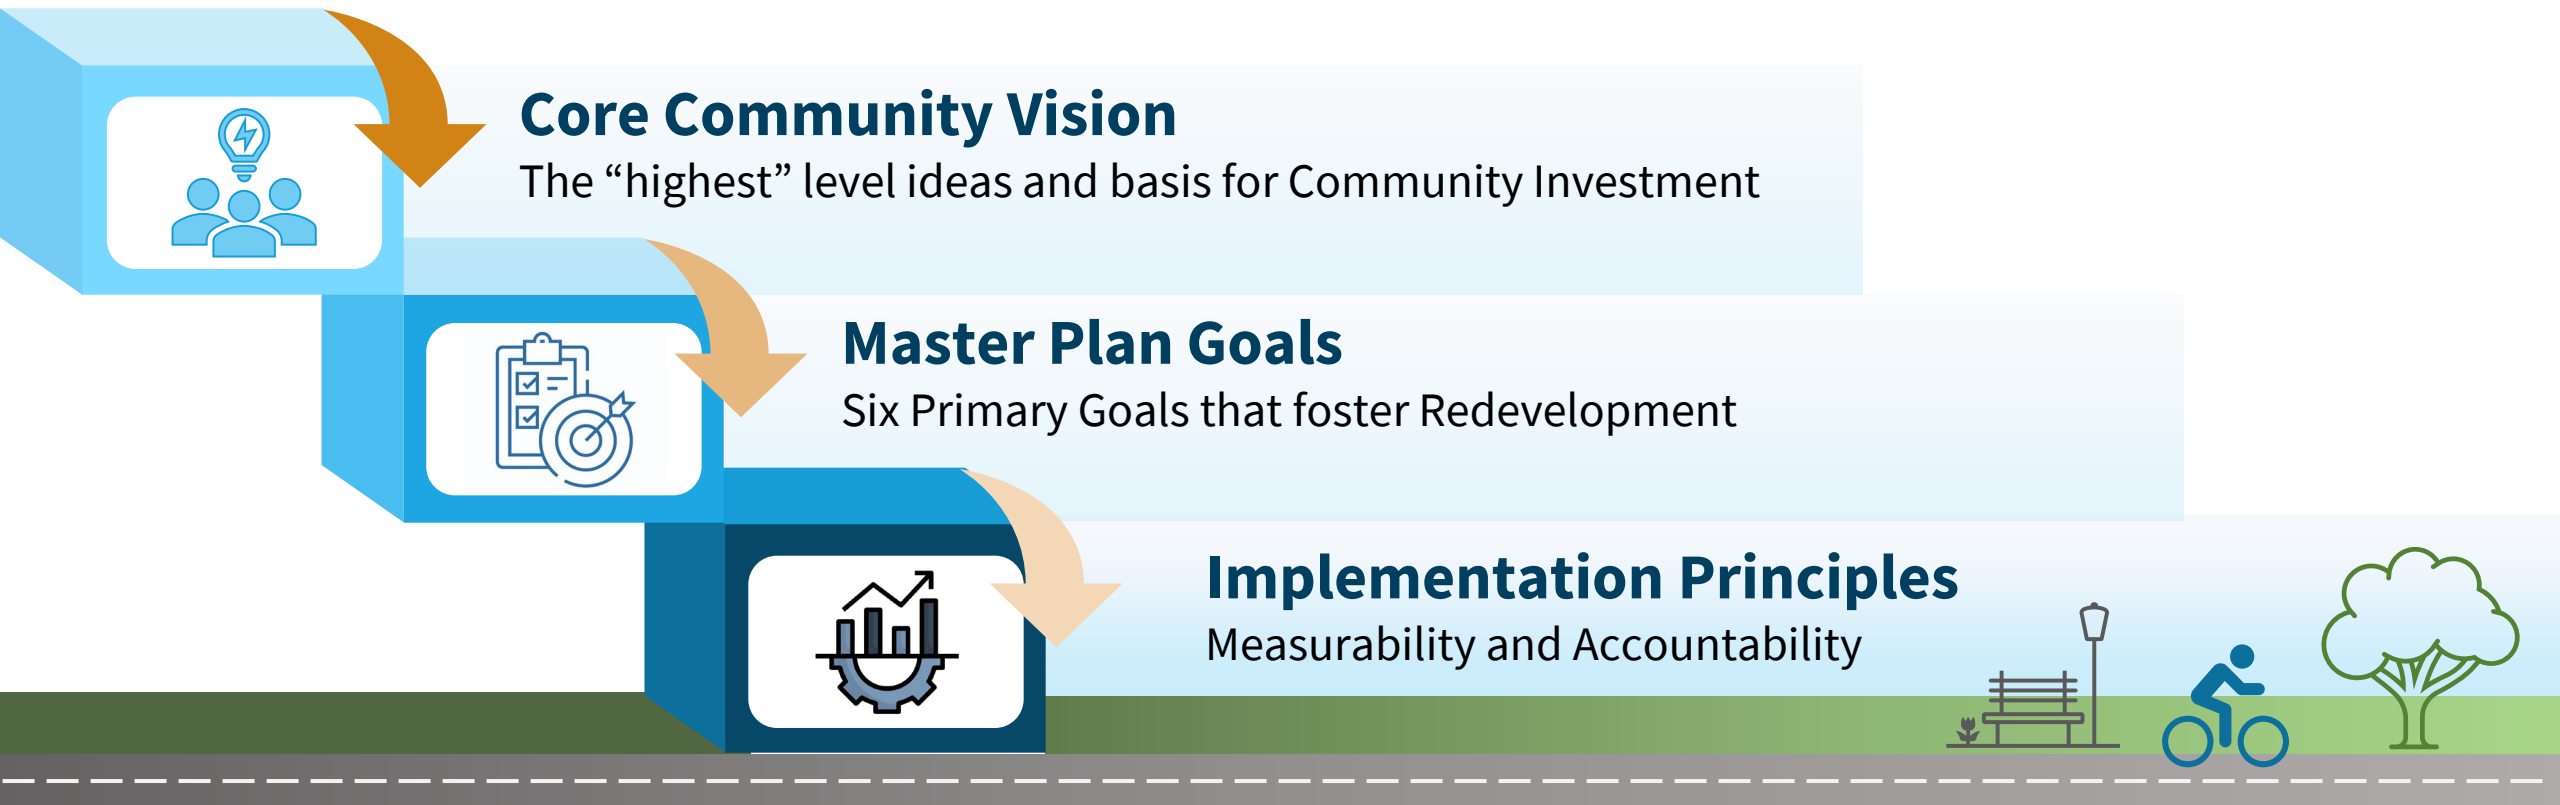 Core Community Vision
The “highest” level ideas and basis for Community Investment
Master Plan Goals
Six Primary Goals that foster Redevelopment
Implementation Principles
Measurability and Accountability